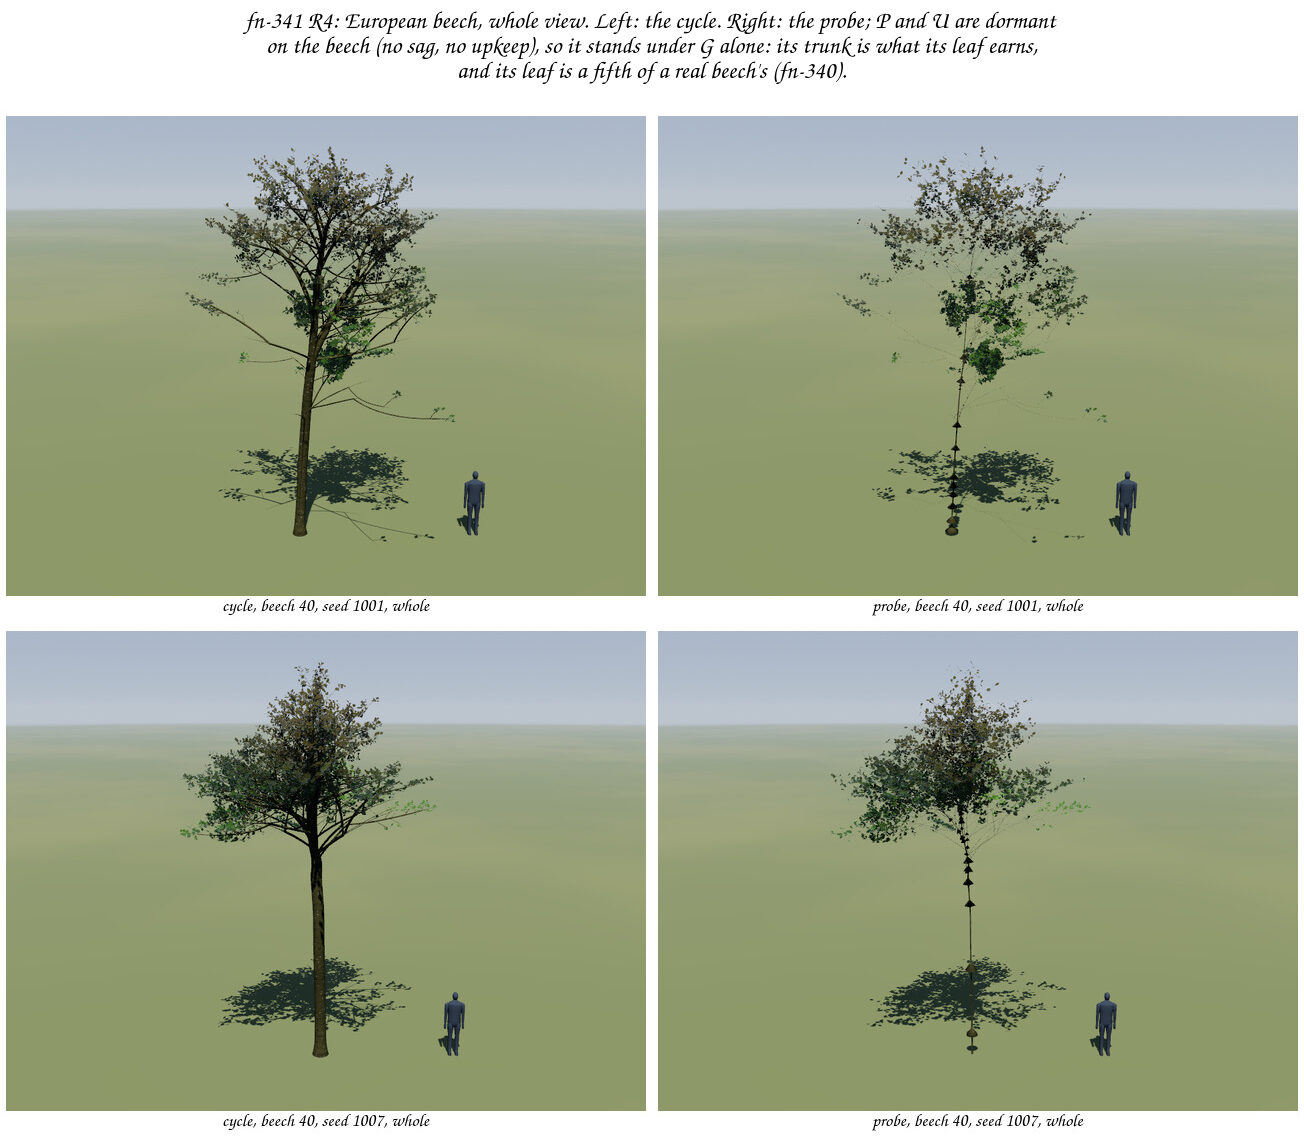 fn-341 R4: European beech, whole view. Left: the cycle. Right: the probe; P and U are dormant
on the beech (no sag, no upkeep), so it stands under G alone: its trunk is what its leaf earns,
and its leaf is a fifth of a real beech's (fn-340).
cycle, beech 40, seed 1001, whole
probe, beech 40, seed 1001, whole
cycle, beech 40, seed 1007, whole
probe, beech 40, seed 1007, whole